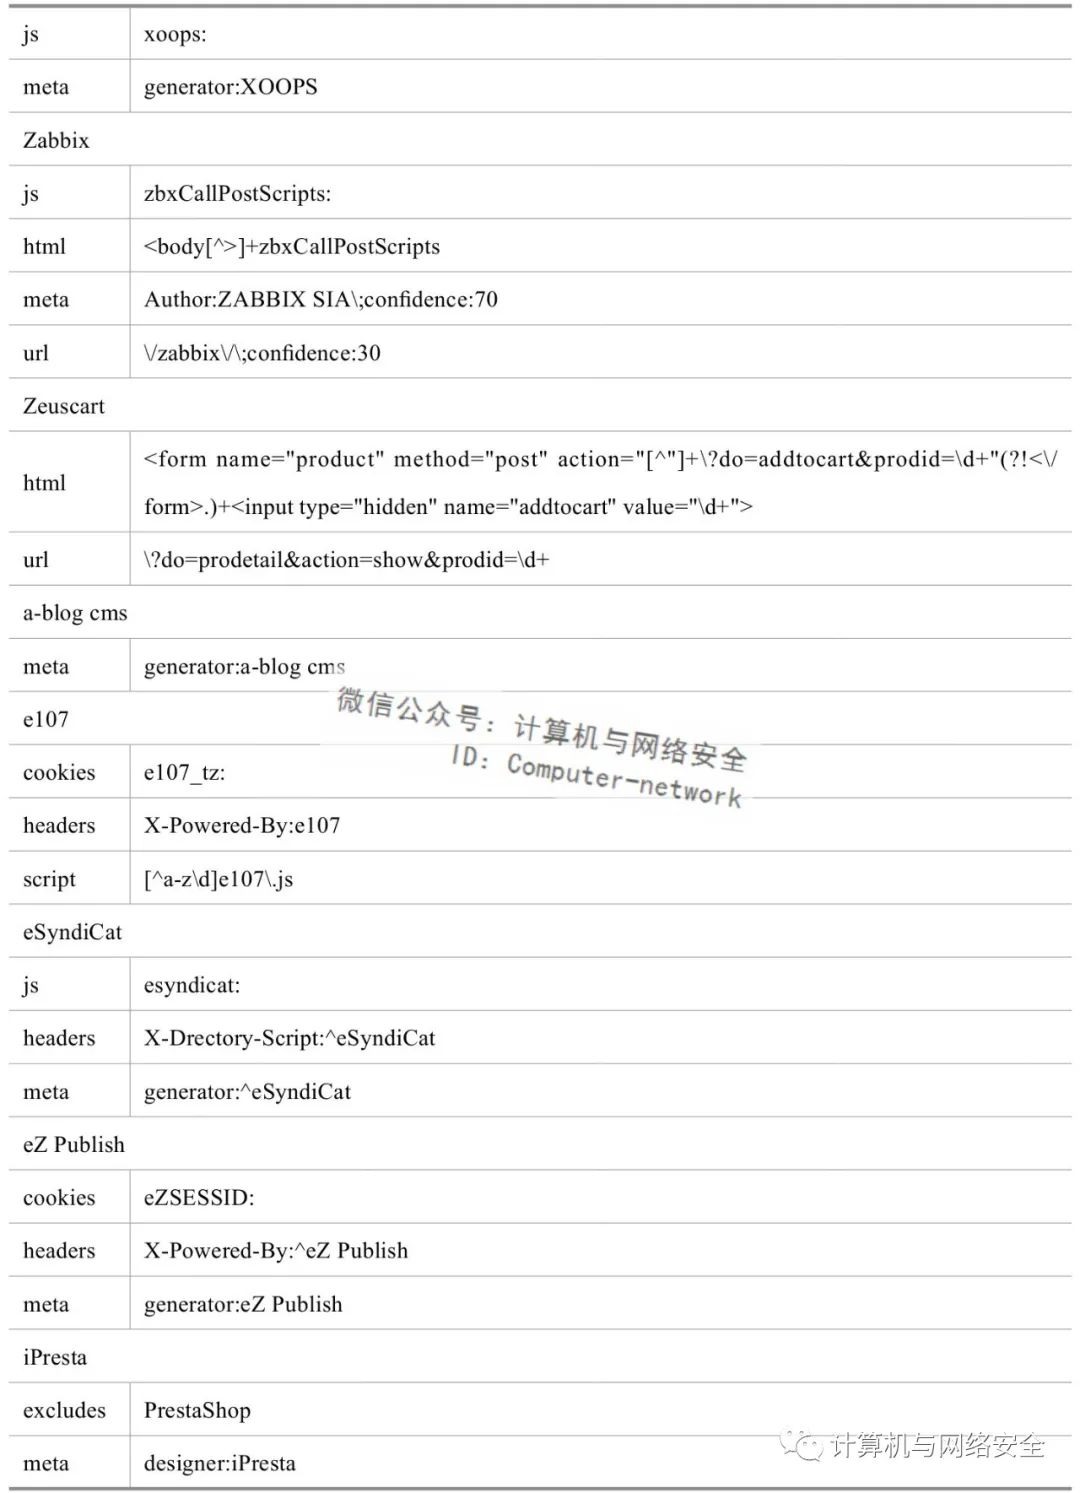 js xoops:
meta generator:XOOPS
Zabbix
js zbxCallPostScripts:
html <body[^>]+zbxCallPostScripts
meta Author:ZABBIX SIA\;confidence:70
url \/zabbix\/\;confidence:30
Zeuscart
html <form name="product" method="post" action="[^"]+\?do=addtocart&prodid=\d+"(?!<\/
form>.)+<input type="hidden" name="addtocart" value="\d+">
url \?do=prodetail&action=show&prodid=\d+
a-blog cms
meta generator:a-blog cms
微信公众号：计算机与网络安全
ID：Computer-network
e107
cookies e107_tz:
headers X-Powered-By:e107
script [^a-z\d]e107\.js
eSyndiCat
js esyndicat:
headers X-Drectory-Script:^eSyndiCat
meta generator:^eSyndiCat
eZ Publish
cookies eZSESSID:
headers X-Powered-By:^eZ Publish
meta generator:eZ Publish
iPresta
excludes PrestaShop
meta designer:iPresta
计算机与网络安全